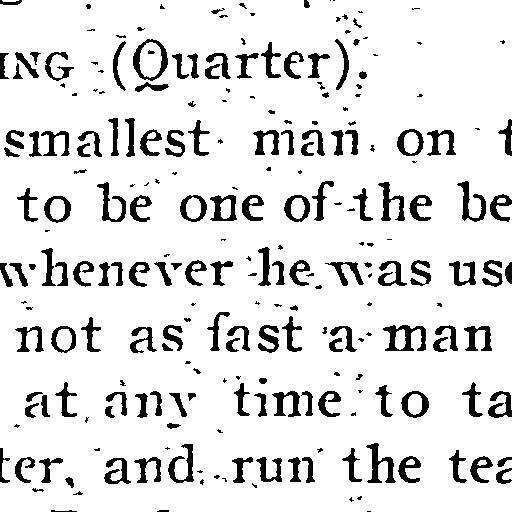 ING (Quarter).
smallest man on t
to be one of the be
whenever he was use
not as fast a man
at any time to ta
ter, and run the tea